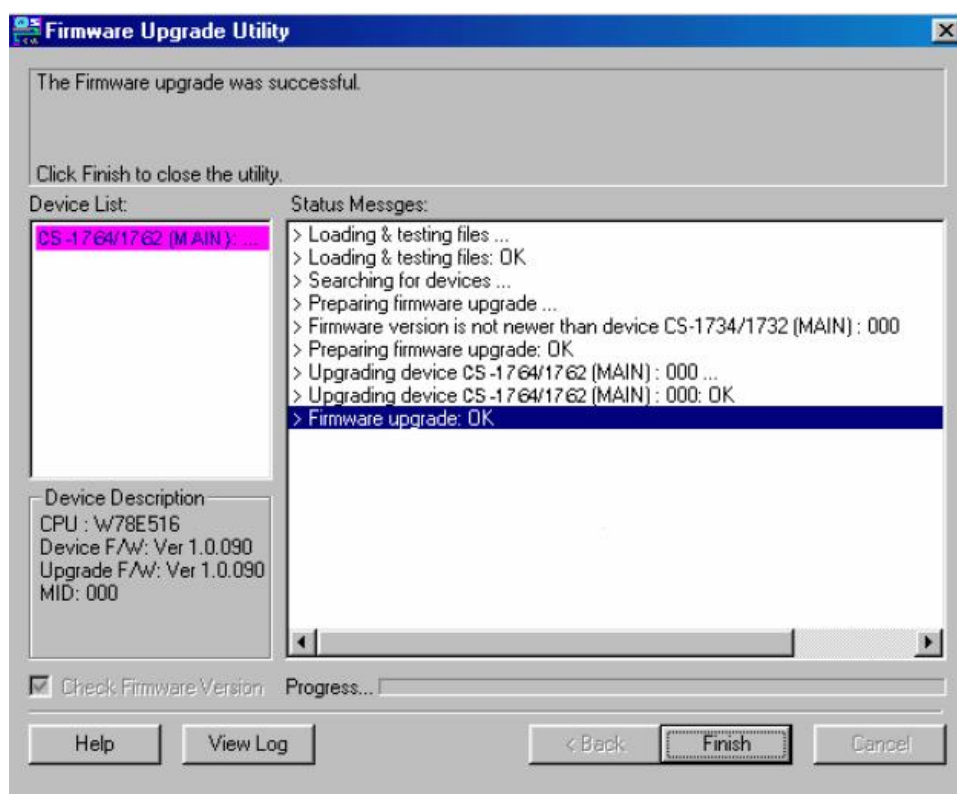 Firmware Upgrade Utility
The Firmware upgrade was successful.
Click Finish to close the utility.
Device List:
Status Messges:
CS-1764/1762 (MAIN): ...
> Loading & testing files ...
> Loading & testing files: OK
> Searching for devices ...
> Preparing firmware upgrade ...
> Firmware version is not newer than device CS-1734/1732 (MAIN) : 000
> Preparing firmware upgrade: OK
> Upgrading device CS-1764/1762 (MAIN) : 000 ...
> Upgrading device CS-1764/1762 (MAIN) : 000: OK
> Firmware upgrade: OK
Device Description
CPU : W78E516
Device F/W: Ver 1.0.090
Upgrade F/W: Ver 1.0.090
MID: 000
Check Firmware Version
Progress...
Help
View Log
< Back
Finish
Cancel